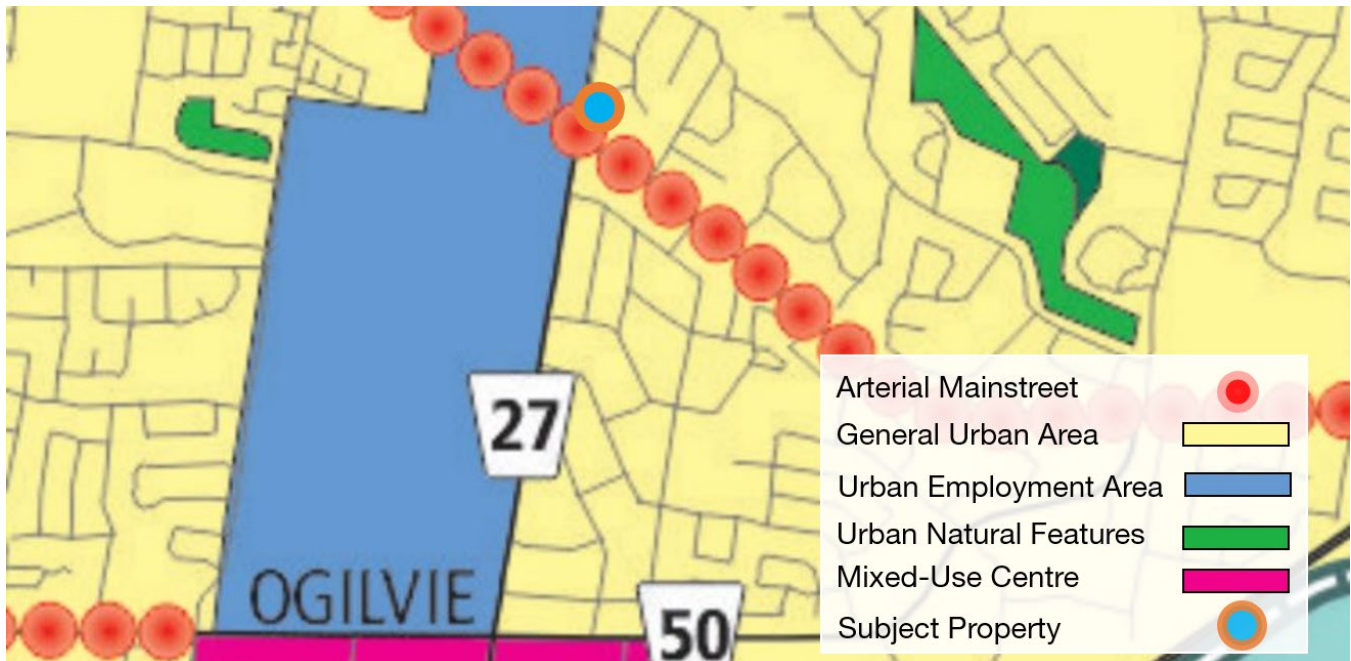 27
OGILVIE
50
Arterial Mainstreet
General Urban Area
Urban Employment Area
Urban Natural Features
Mixed-Use Centre
Subject Property